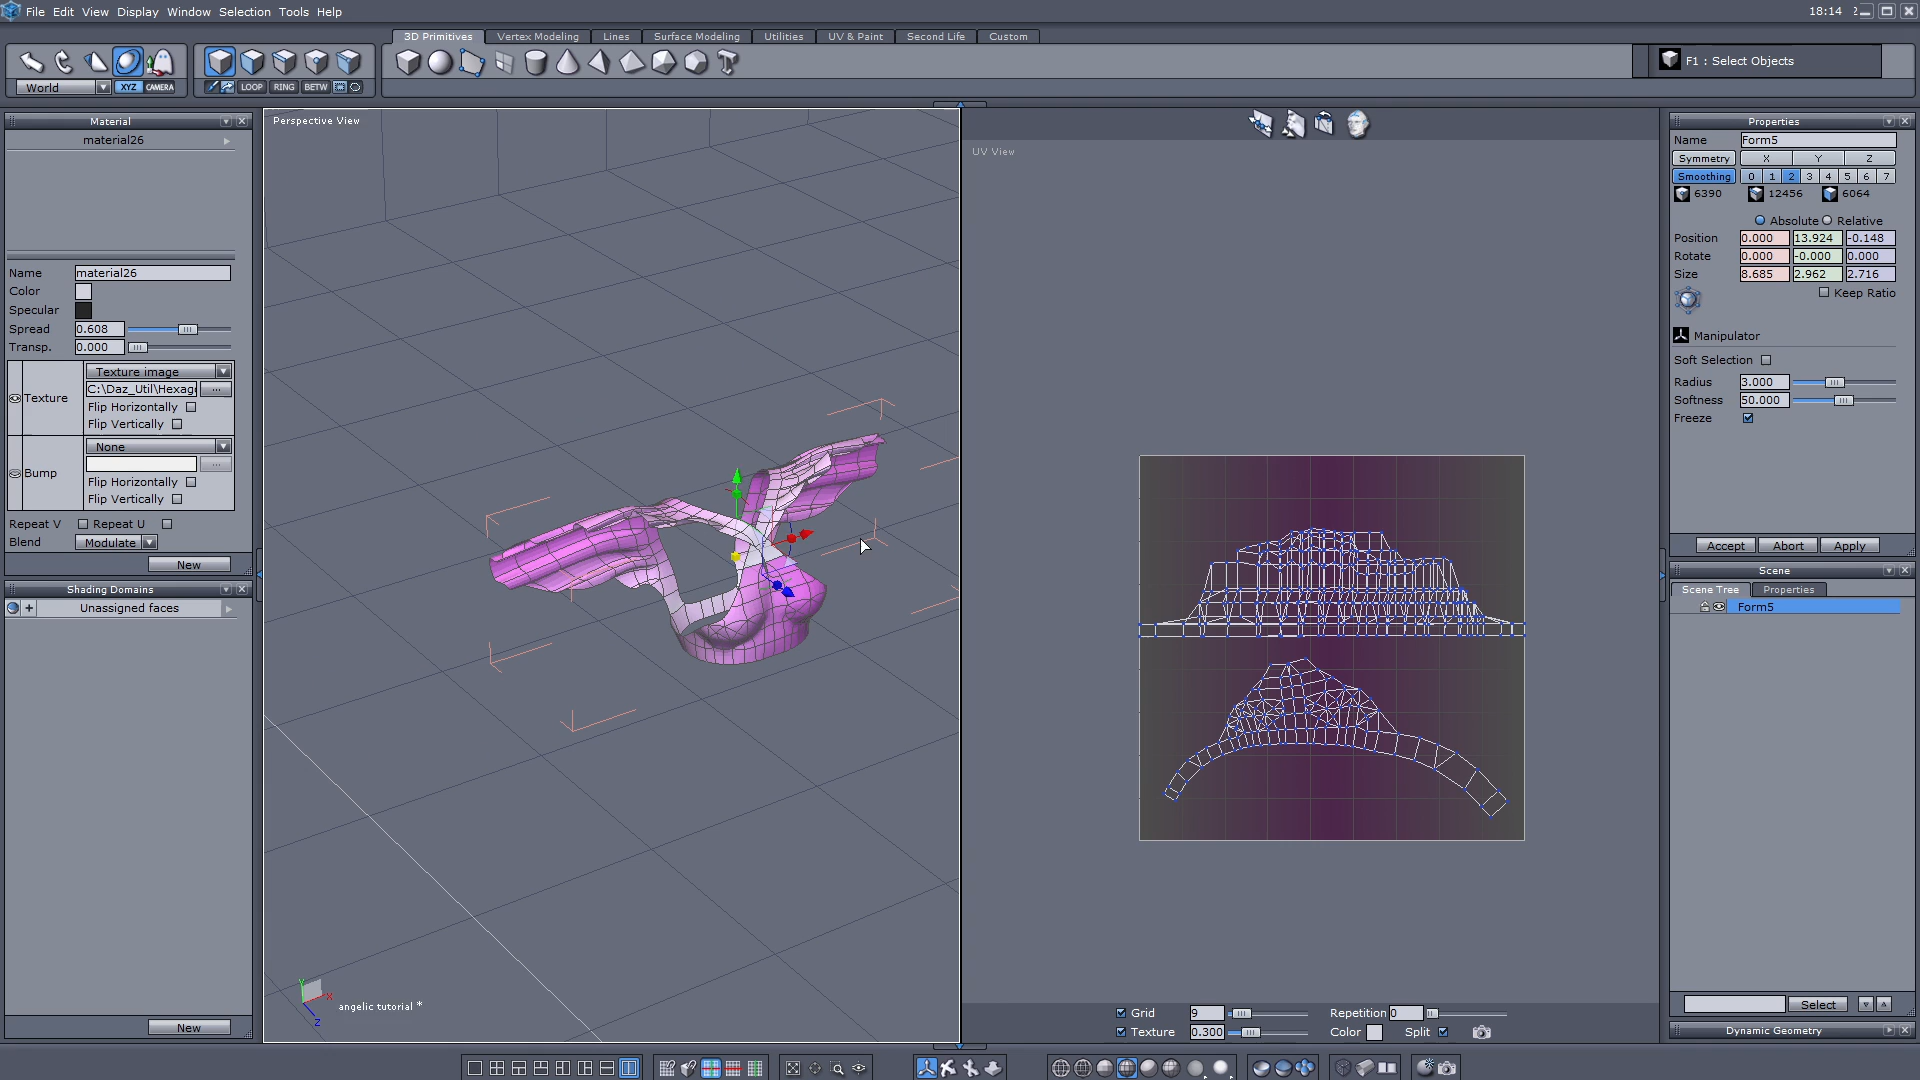 File Edit View Display Window Selection Tools Help
18:14
3D Primitives Vertex Modeling Lines Surface Modeling Utilities UV & Paint Second Life Custom
F1 : Select Objects
World XYZ CAMERA LOOP RING BETW
Material
material26
Name material26
Color
Specular
Spread 0.608
Transp. 0.000
Texture image
Texture C:\Daz_Util\Hexag ...
Flip Horizontally
Flip Vertically
None
Bump ...
Flip Horizontally
Flip Vertically
Repeat V Repeat U
Blend Modulate
New
Shading Domains
+ Unassigned faces
New
Perspective View
Y X Z
angelic tutorial *
UV View
Grid 9 Repetition 0
Texture 0.300 Color Split
Properties
Name Form5
Symmetry X Y Z
Smoothing 0 1 2 3 4 5 6 7
6390 12456 6064
Absolute Relative
Position 0.000 13.924 -0.148
Rotate 0.000 -0.000 0.000
Size 8.685 2.962 2.716
Keep Ratio
Manipulator
Soft Selection
Radius 3.000
Softness 50.000
Freeze
Accept Abort Apply
Scene
Scene Tree Properties
Form5
Select
Dynamic Geometry